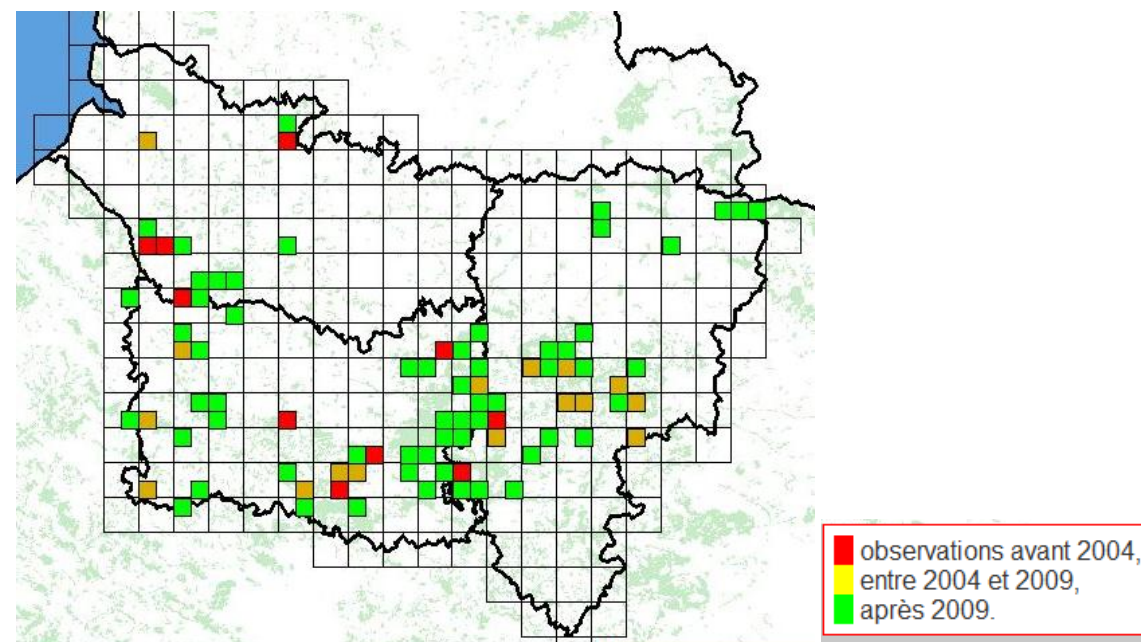 observations avant 2004,
entre 2004 et 2009,
après 2009.